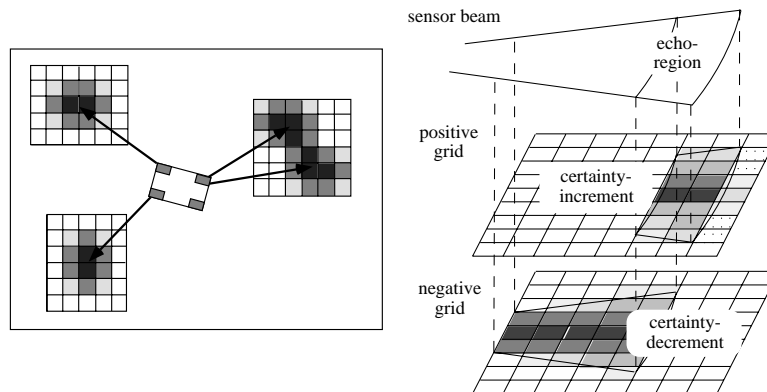 sensor beam
echo-
region
positive
grid
certainty-
increment
negative
grid
certainty-
decrement